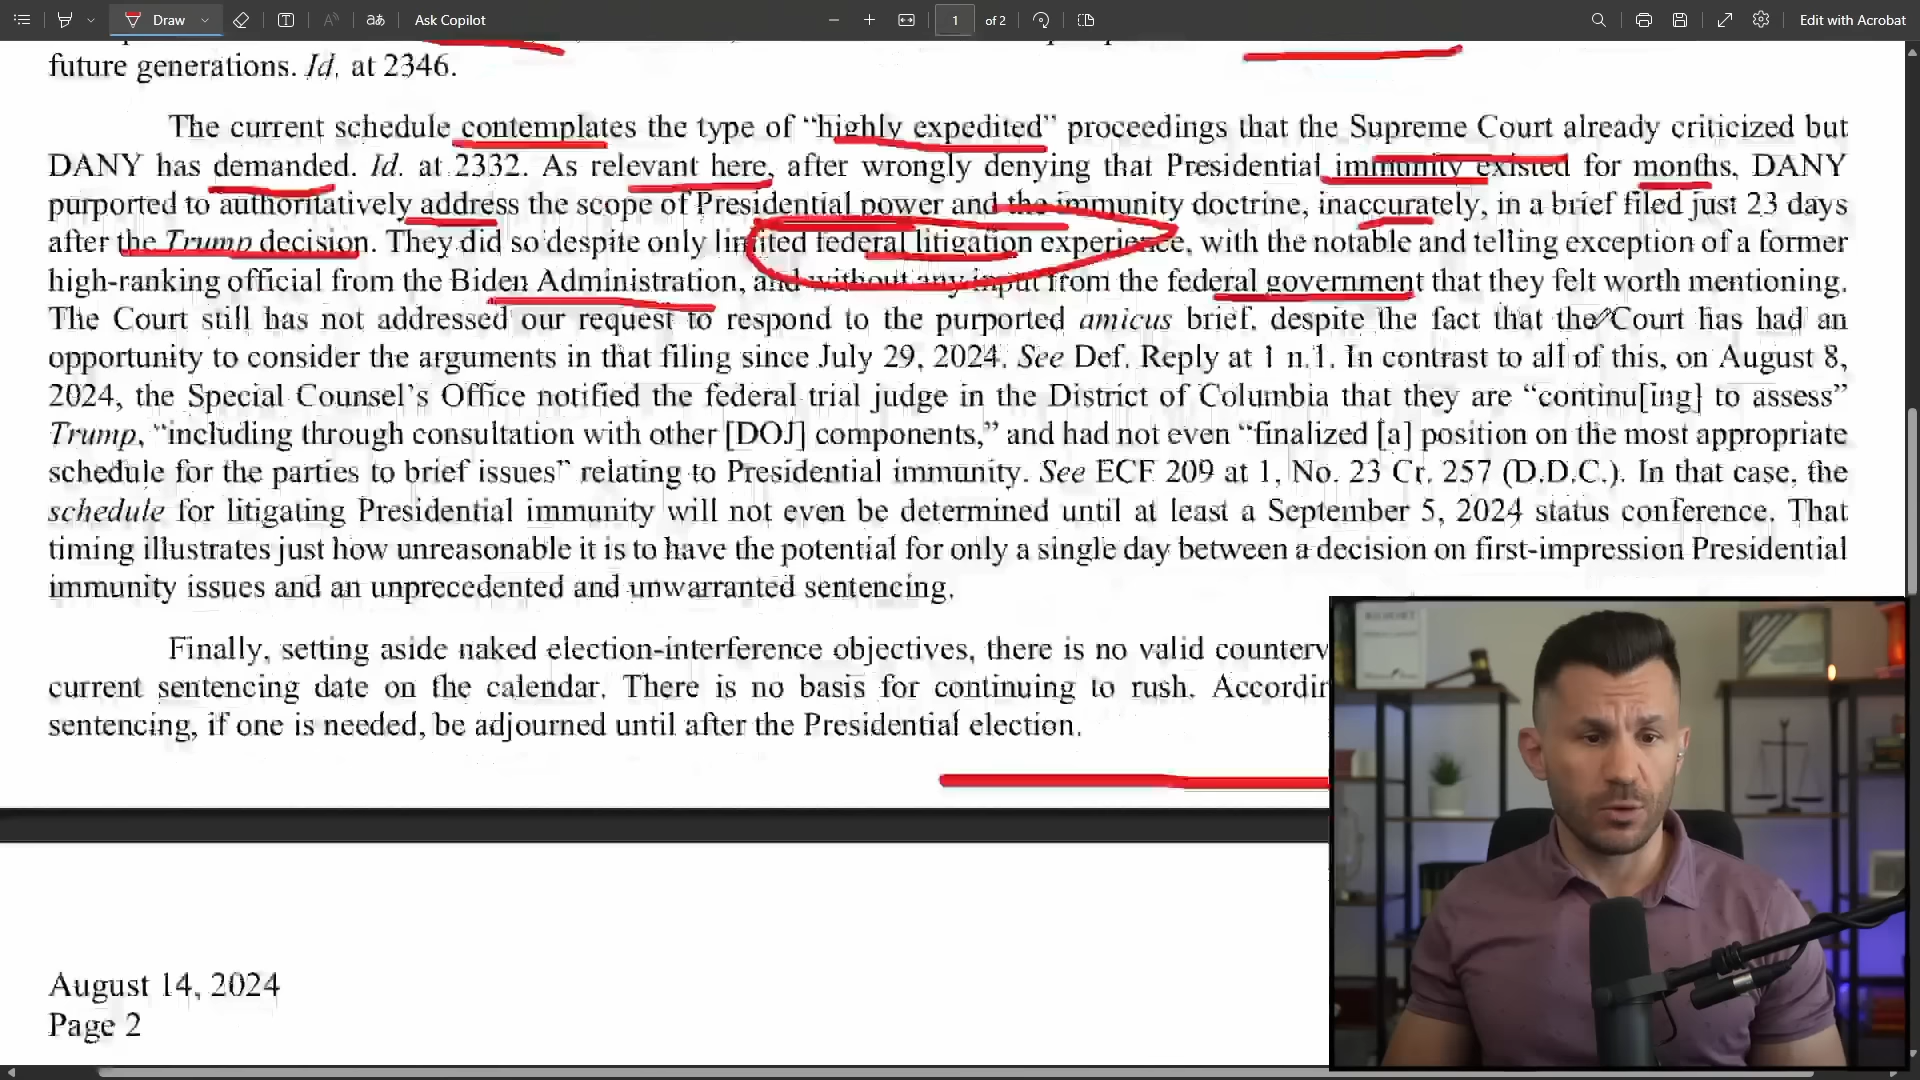 Draw
Ask Copilot
1
of 2
Edit with Acrobat
future generations. Id. at 2346.
The current schedule contemplates the type of “highly expedited” proceedings that the Supreme Court already criticized but
DANY has demanded. Id. at 2332. As relevant here, after wrongly denying that Presidential immunity existed for months, DANY
purported to authoritatively address the scope of Presidential power and the immunity doctrine, inaccurately, in a brief filed just 23 days
after the Trump decision. They did so despite only limited federal litigation experience, with the notable and telling exception of a former
high-ranking official from the Biden Administration, and without any input from the federal government that they felt worth mentioning.
The Court still has not addressed our request to respond to the purported amicus brief, despite the fact that the Court has had an
opportunity to consider the arguments in that filing since July 29, 2024. See Def. Reply at 1 n.1. In contrast to all of this, on August 8,
2024, the Special Counsel’s Office notified the federal trial judge in the District of Columbia that they are “continu[ing] to assess”
Trump, “including through consultation with other [DOJ] components,” and had not even “finalized [a] position on the most appropriate
schedule for the parties to brief issues” relating to Presidential immunity. See ECF 209 at 1, No. 23 Cr. 257 (D.D.C.). In that case, the
schedule for litigating Presidential immunity will not even be determined until at least a September 5, 2024 status conference. That
timing illustrates just how unreasonable it is to have the potential for only a single day between a decision on first-impression Presidential
immunity issues and an unprecedented and unwarranted sentencing.
Finally, setting aside naked election-interference objectives, there is no valid counterv
current sentencing date on the calendar. There is no basis for continuing to rush. Accordin
sentencing, if one is needed, be adjourned until after the Presidential election.
August 14, 2024
Page 2